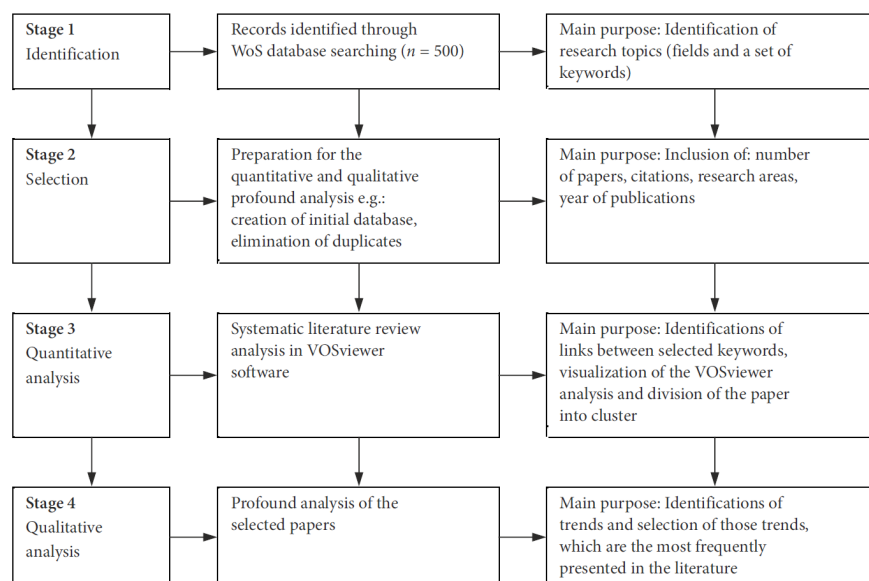 Stage 1
Identification
Records identified through
WoS database searching (n = 500)
Main purpose: Identification of
research topics (fields and a set of
keywords)
Stage 2
Selection
Preparation for the
quantitative and qualitative
profound analysis e.g.:
creation of initial database,
elimination of duplicates
Main purpose: Inclusion of: number
of papers, citations, research areas,
year of publications
Stage 3
Quantitative
analysis
Systematic literature review
analysis in VOSviewer
software
Main purpose: Identifications of
links between selected keywords,
visualization of the VOSviewer
analysis and division of the paper
into cluster
Stage 4
Qualitative
analysis
Profound analysis of the
selected papers
Main purpose: Identifications of
trends and selection of those trends,
which are the most frequently
presented in the literature